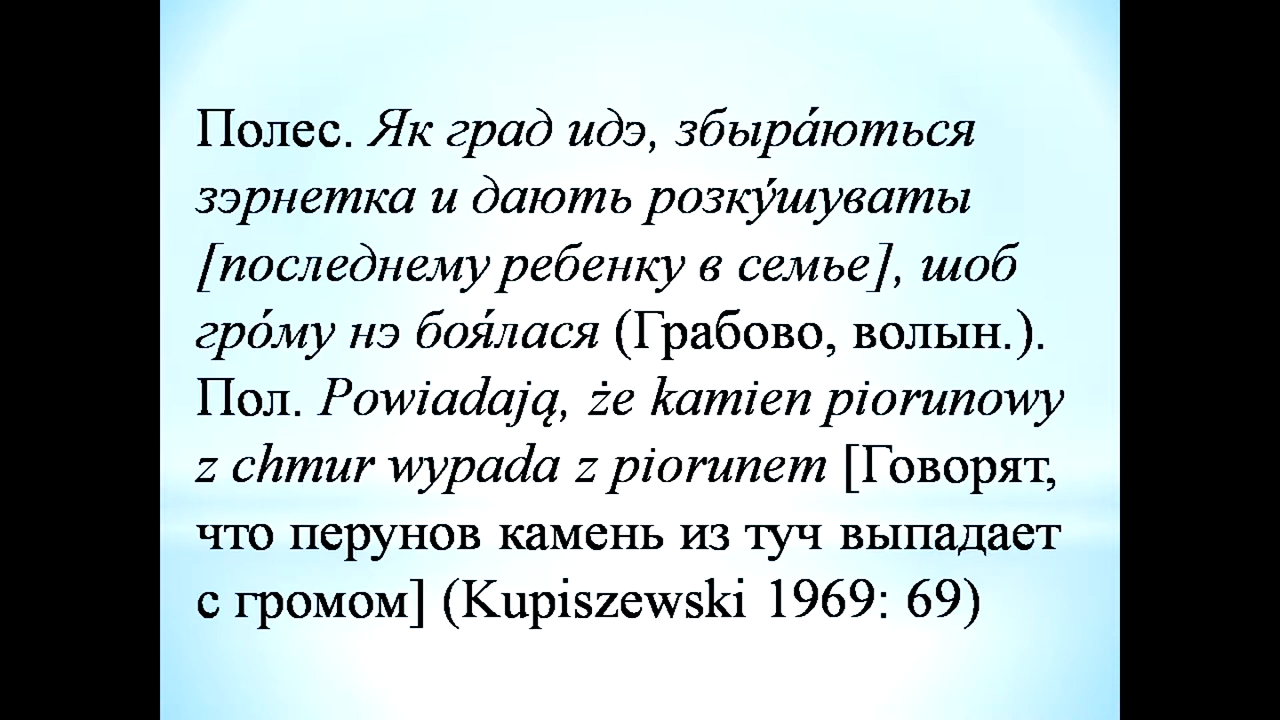 Полес. Як град идэ, збыра́ються
зэрнетка и дають розку́шуваты
[последнему ребенку в семье], шоб
гро́му нэ боя́лася (Грабово, волын.).
Пол. Powiadają, że kamien piorunowy
z chmur wypada z piorunem [Говорят,
что перунов камень из туч выпадает
с громом] (Kupiszewski 1969: 69)